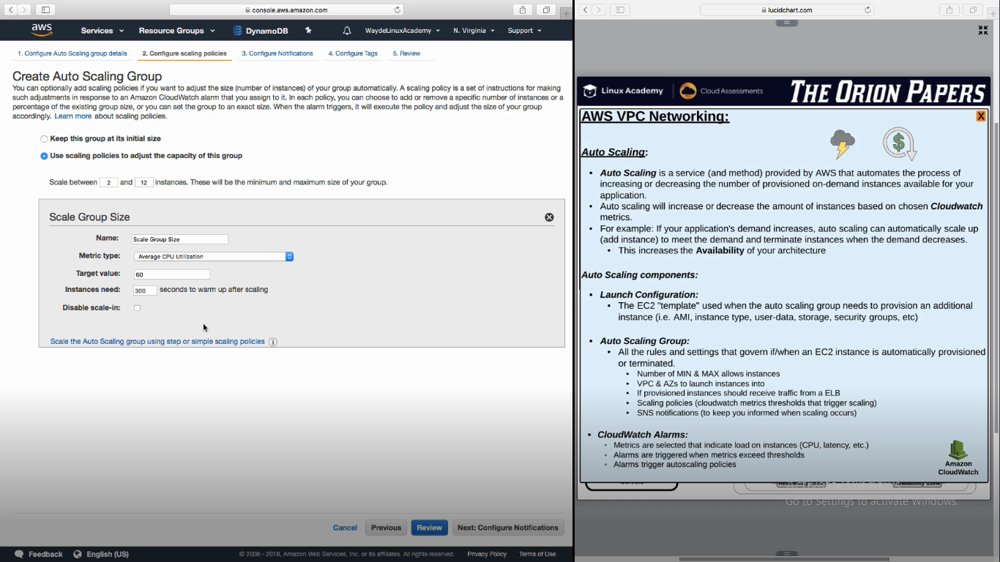 console.aws.amazon.com
aws
Services
Resource Groups
DynamoDB
WaydeLinuxAcademy
N. Virginia
Support
1. Configure Auto Scaling group details
2. Configure scaling policies
3. Configure Notifications
4. Configure Tags
5. Review
Create Auto Scaling Group
You can optionally add scaling policies if you want to adjust the size (number of instances) of your group automatically. A scaling policy is a set of instructions for making
such adjustments in response to an Amazon CloudWatch alarm that you assign to it. In each policy, you can choose to add or remove a specific number of instances or a
percentage of the existing group size, or you can set the group to an exact size. When the alarm triggers, it will execute the policy and adjust the size of your group
accordingly. Learn more about scaling policies.
Keep this group at its initial size
Use scaling policies to adjust the capacity of this group
Scale between 2 and 12 instances. These will be the minimum and maximum size of your group.
Scale Group Size
Name: Scale Group Size
Metric type: Average CPU Utilization
Target value: 60
Instances need: 300 seconds to warm up after scaling
Disable scale-in:
Scale the Auto Scaling group using step or simple scaling policies i
Cancel
Previous
Review
Next: Configure Notifications
Feedback
English (US)
© 2008 - 2018, Amazon Web Services, Inc. or its affiliates. All rights reserved.
Privacy Policy
Terms of Use
lucidchart.com
Linux Academy
Cloud Assessments
THE ORION PAPERS
AWS VPC Networking:
X
Auto Scaling:
$
• Auto Scaling is a service (and method) provided by AWS that automates the process of
increasing or decreasing the number of provisioned on-demand instances available for your
application.
• Auto scaling will increase or decrease the amount of instances based on chosen Cloudwatch
metrics.
• For example: If your application's demand increases, auto scaling can automatically scale up
(add instance) to meet the demand and terminate instances when the demand decreases.
• This increases the Availability of your architecture
Auto Scaling components:
• Launch Configuration:
• The EC2 "template" used when the auto scaling group needs to provision an additional
instance (i.e. AMI, instance type, user-data, storage, security groups, etc)
• Auto Scaling Group:
• All the rules and settings that govern if/when an EC2 instance is automatically provisioned
or terminated.
• Number of MIN & MAX allows instances
• VPC & AZs to launch instances into
• If provisioned instances should receive traffic from a ELB
• Scaling policies (cloudwatch metrics thresholds that trigger scaling)
• SNS notifications (to keep you informed when scaling occurs)
• CloudWatch Alarms:
◦ Metrics are selected that indicate load on instances (CPU, latency, etc.)
◦ Alarms are triggered when metrics exceed thresholds
◦ Alarms trigger autoscaling policies
Amazon
CloudWatch
Go to Settings to activate Windows.